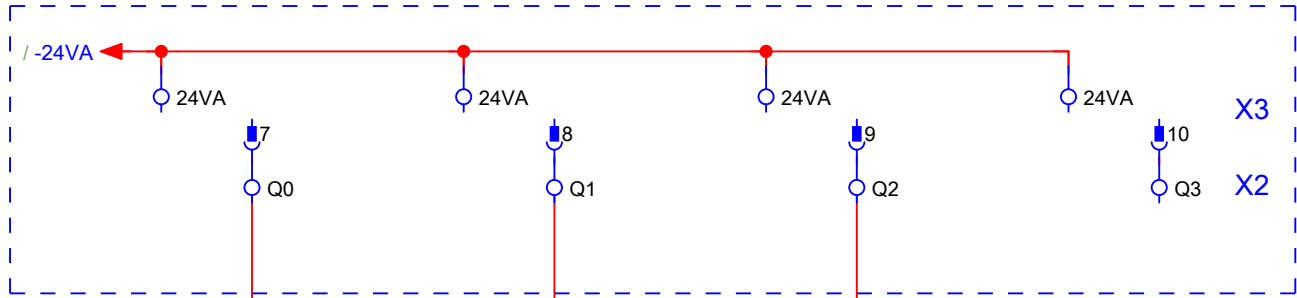 / -24VA
24VA 24VA 24VA 24VA
X3
7 8 9 10
Q0 Q1 Q2 Q3 X2